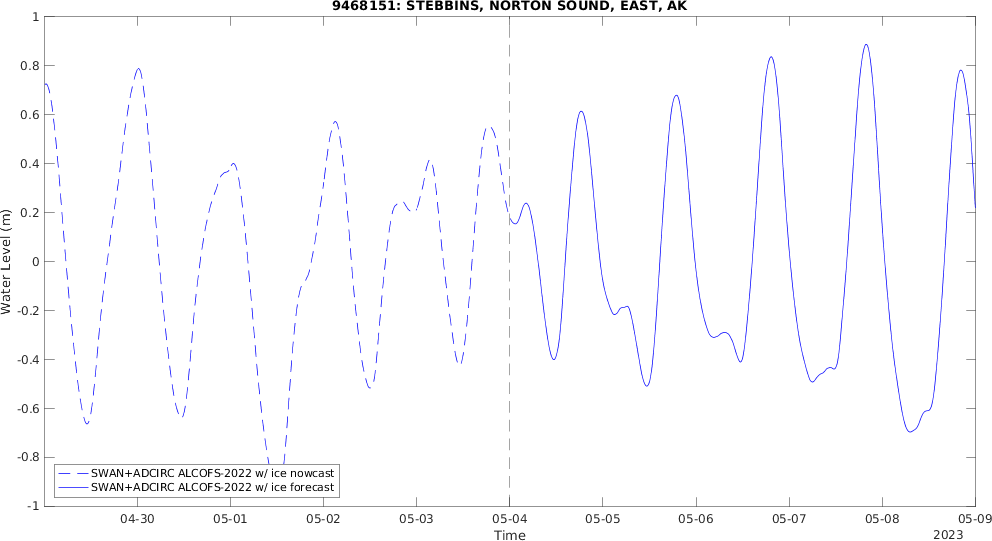 9468151: STEBBINS, NORTON SOUND, EAST, AK
1
0.8
0.6
0.4
0.2
0
-0.2
-0.4
-0.6
-0.8
-1
Water Level (m)
SWAN+ADCIRC ALCOFS-2022 w/ ice nowcast
SWAN+ADCIRC ALCOFS-2022 w/ ice forecast
04-30 05-01 05-02 05-03 05-04 05-05 05-06 05-07 05-08 05-09
Time
2023